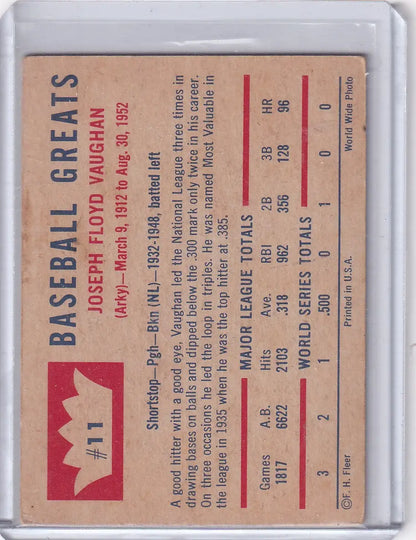 #11
BASEBALL GREATS
JOSEPH FLOYD VAUGHAN
(Arky)—March 9, 1912 to Aug. 30, 1952
Shortstop—Pgh—Bkn (NL)—1932-1948, batted left
A good hitter with a good eye, Vaughan led the National League three times in
drawing bases on balls and dipped below the .300 mark only twice in his career.
On three occasions he led the loop in triples. He was named Most Valuable in
the league in 1935 when he was the top hitter at .385.
MAJOR LEAGUE TOTALS
Games A.B. Hits Ave. RBI 2B 3B HR
1817 6622 2103 .318 962 356 128 96
WORLD SERIES TOTALS
3 2 1 .500 0 1 0 0
©F. H. Fleer Printed in U.S.A. World Wide Photo